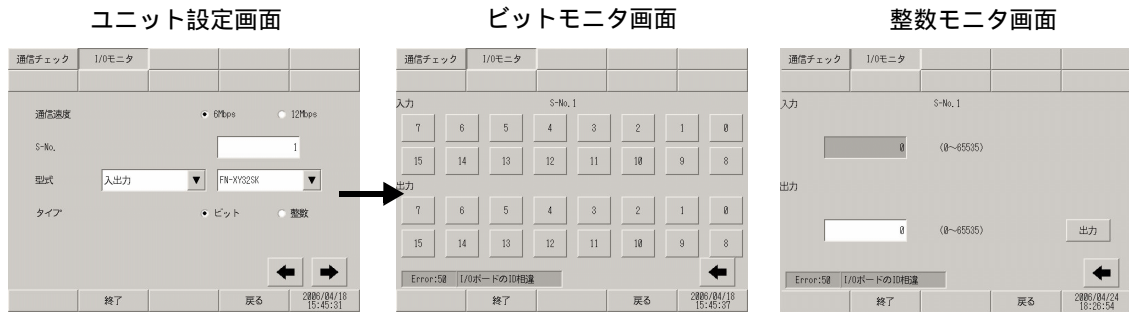 ユニット設定画面
通信チェック I/Oモニタ
通信速度 6Mbps 12Mbps
S-No. 1
型式 入出力 FN-XY32SK
タイプ ビット 整数
終了 戻る 2006/04/18
15:45:31
ビットモニタ画面
通信チェック I/Oモニタ
入力 S-No. 1
7 6 5 4 3 2 1 0
15 14 13 12 11 10 9 8
出力
7 6 5 4 3 2 1 0
15 14 13 12 11 10 9 8
Error:50 I/OボードのID相違
終了 戻る 2006/04/18
15:45:37
整数モニタ画面
通信チェック I/Oモニタ
入力 S-No. 1
0 (0~65535)
出力
0 (0~65535) 出力
Error:50 I/OボードのID相違
終了 戻る 2006/04/24
18:26:54